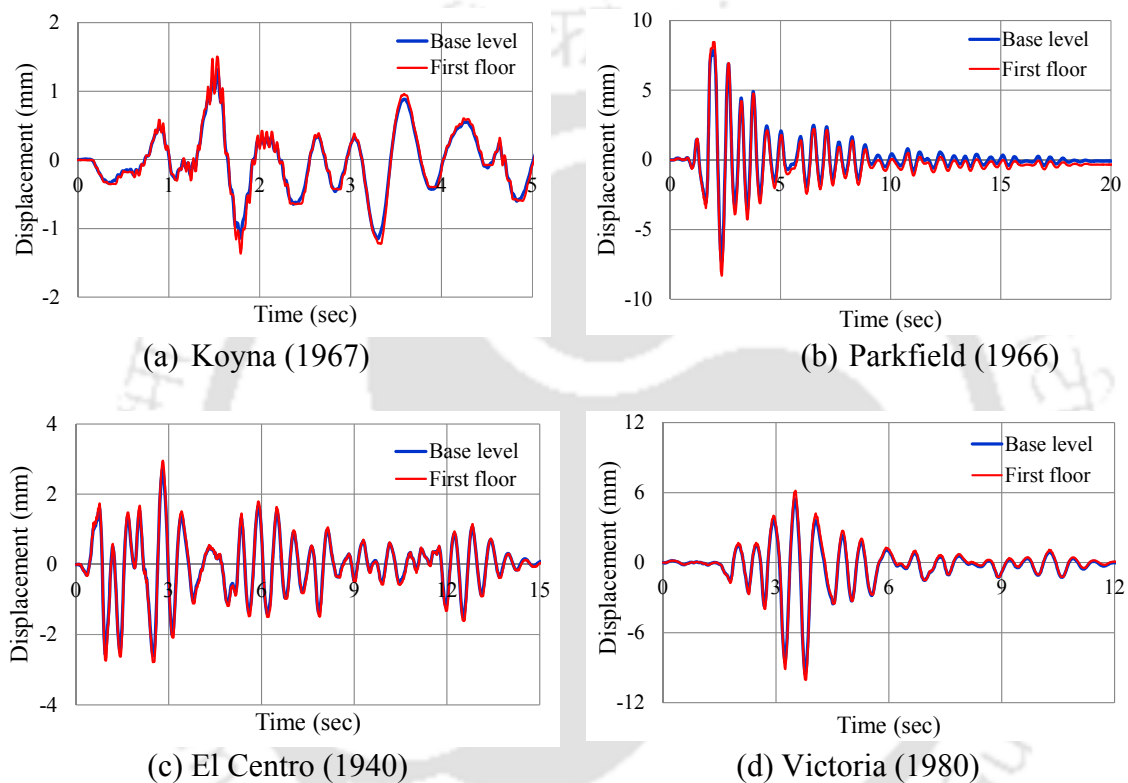 2
1
0
-1
-2
0
1
2
3
4
5
Displacement (mm)
Time (sec)
Base level
First floor
(a) Koyna (1967)
10
5
0
-5
-10
0
5
10
15
20
Displacement (mm)
Time (sec)
Base level
First floor
(b) Parkfield (1966)
4
2
0
-2
-4
0
3
6
9
12
15
Displacement (mm)
Time (sec)
Base level
First floor
(c) El Centro (1940)
12
6
0
-6
-12
0
3
6
9
12
Displacement (mm)
Time (sec)
Base level
First floor
(d) Victoria (1980)